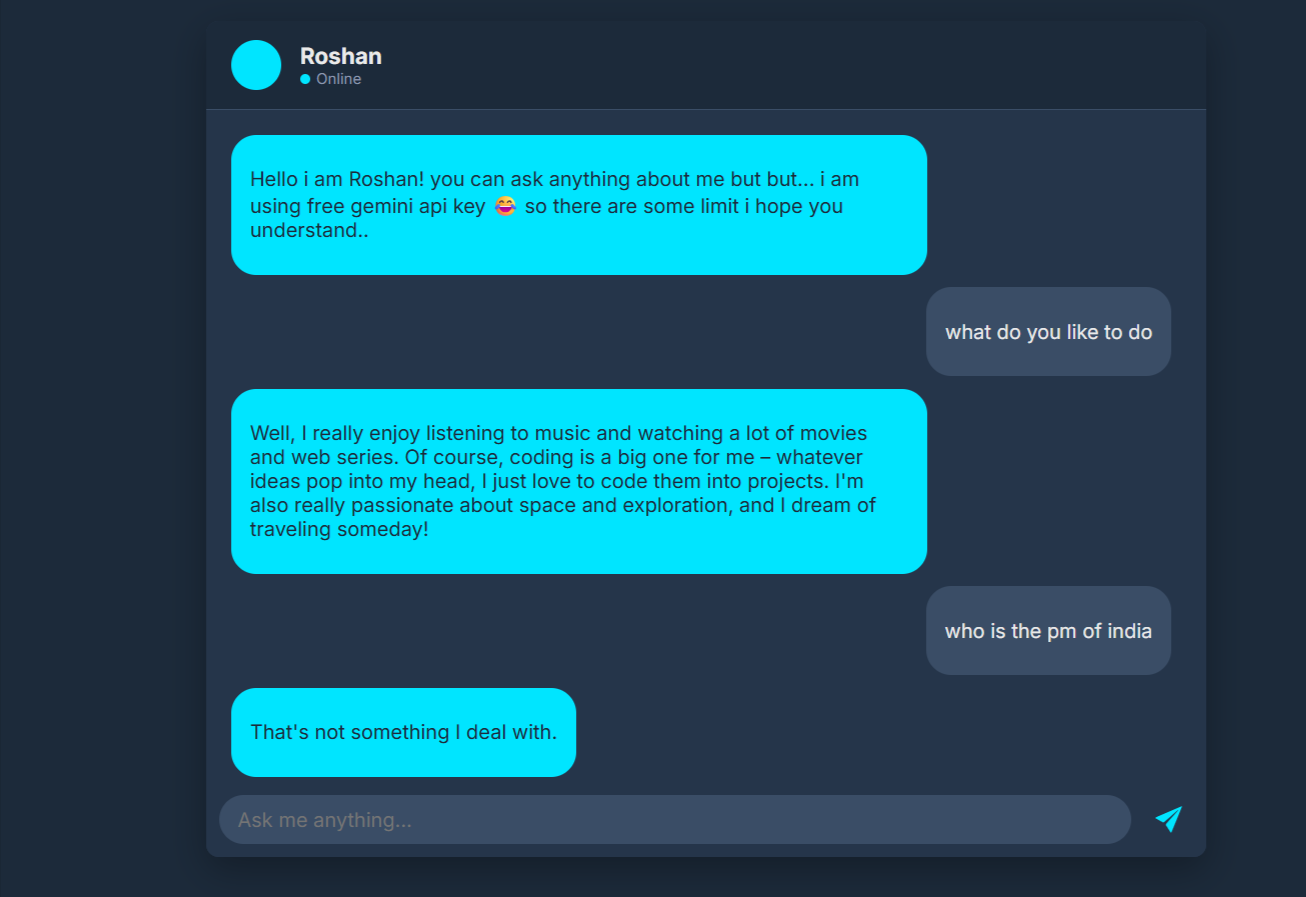 Roshan
Online
Hello i am Roshan! you can ask anything about me but but... i am
using free gemini api key 😂 so there are some limit i hope you
understand..
what do you like to do
Well, I really enjoy listening to music and watching a lot of movies
and web series. Of course, coding is a big one for me – whatever
ideas pop into my head, I just love to code them into projects. I'm
also really passionate about space and exploration, and I dream of
traveling someday!
who is the pm of india
That's not something I deal with.
Ask me anything...